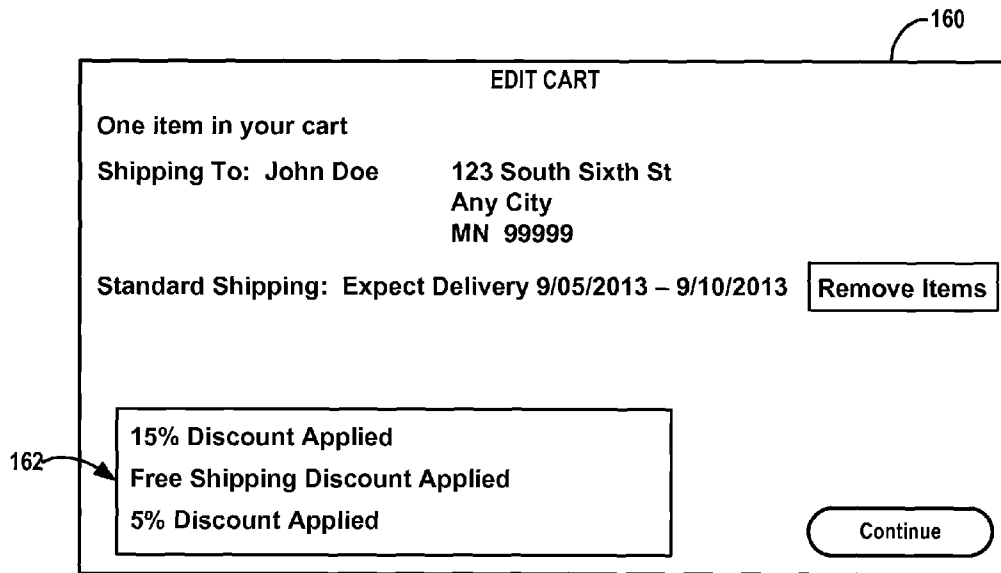 160
EDIT CART
One item in your cart
Shipping To: John Doe 123 South Sixth St
Any City
MN 99999
Standard Shipping: Expect Delivery 9/05/2013 – 9/10/2013 Remove Items
15% Discount Applied
162
Free Shipping Discount Applied
5% Discount Applied
Continue